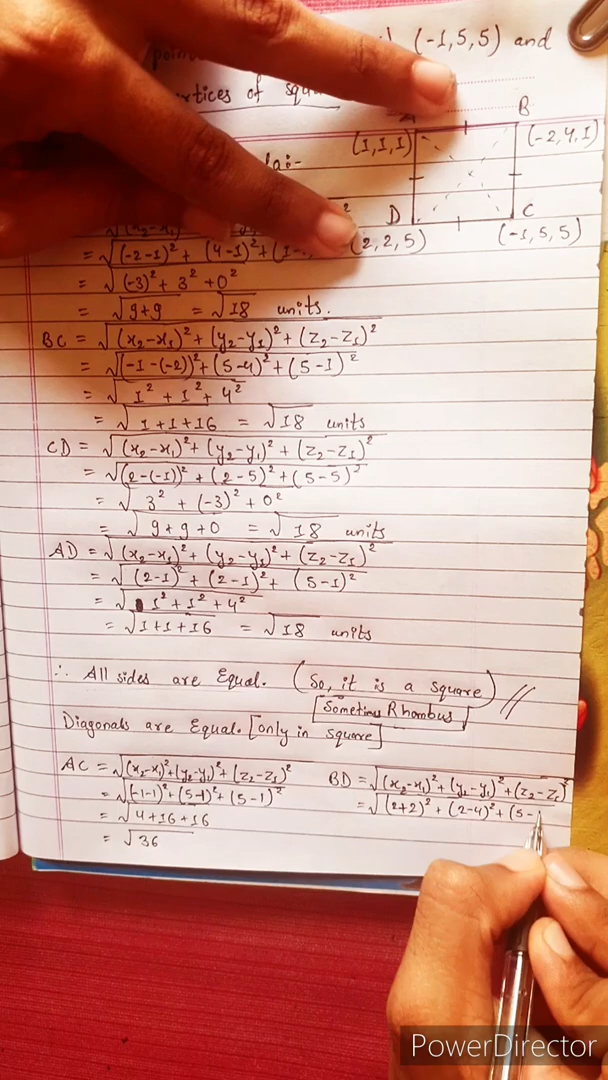 (-1,5,5) and
rtices of squ
A
B
(1,1,1)
(-2,4,1)
D
C
(2,2,5)
(-1,5,5)
= √(-2-1)² + (4-1)² + (1-
= √(-3)² + 3² + 0²
= √9+9 = √18 units.
BC = √(x₂-x₁)² + (y₂-y₁)² + (z₂-z₁)²
= √(-1-(-2))² + (5-4)² + (5-1)²
= √1² + 1² + 4²
= √1+1+16 = √18 units
CD = √(x₂-x₁)² + (y₂-y₁)² + (z₂-z₁)²
= √(2-(-1))² + (2-5)² + (5-5)²
= √3² + (-3)² + 0²
= √9+9+0 = √18 units
AD = √(x₂-x₁)² + (y₂-y₁)² + (z₂-z₁)²
= √(2-1)² + (2-1)² + (5-1)²
= √1² + 1² + 4²
= √1+1+16 = √18 units
∴ All sides are Equal. (So, it is a square) //
Sometimes Rhombus
Diagonals are Equal. [only in square]
AC = √(x₂-x₁)²+(y₂-y₁)²+(z₂-z₁)²
= √(-1-1)² + (5-1)² + (5-1)²
= √4+16+16
= √36
BD = √(x₂-x₁)² + (y₂-y₁)² + (z₂-z₁)²
= √(2+2)² + (2-4)² + (5-
PowerDirector